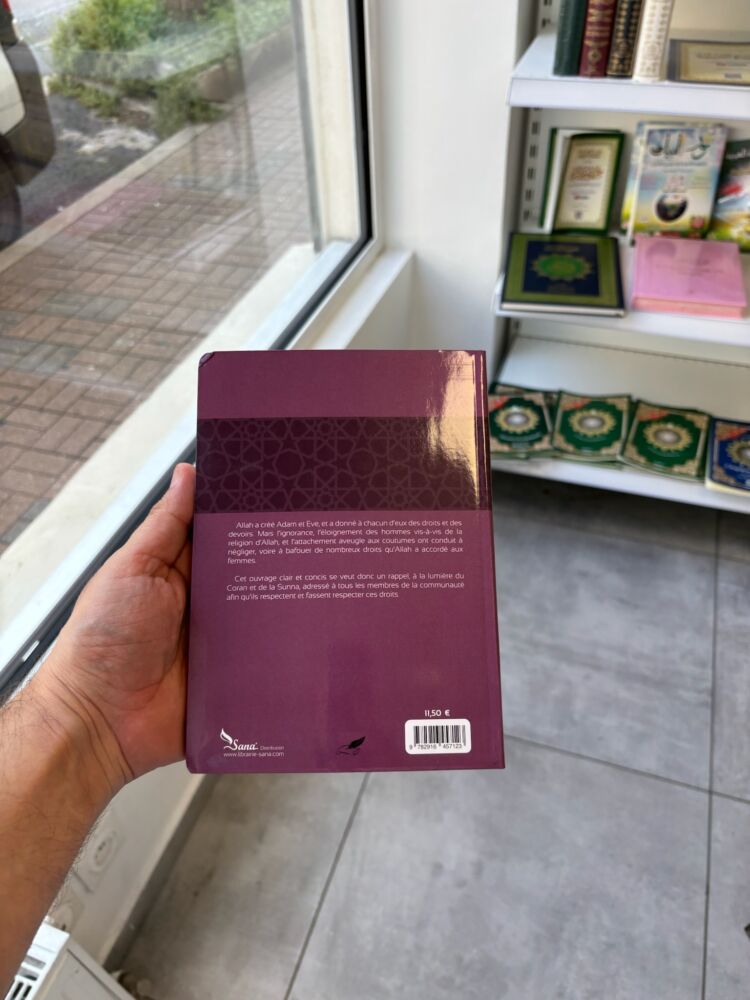 Allah a créé Adam et Eve, et a donné à chacun d'eux des droits et des
devoirs. Mais l'ignorance, l'éloignement des hommes vis-à-vis de la
religion d'Allah, et l'attachement aveugle aux coutumes ont conduit à
négliger, voire à bafouer de nombreux droits qu'Allah a accordé aux
femmes.
Cet ouvrage clair et concis se veut donc un rappel, à la lumière du
Coran et de la Sunna, adressé à tous les membres de la communauté
afin qu'ils respectent et fassent respecter ces droits.
11,50 €
Sana Distribution
www.librairie-sana.com
9 782916 457123